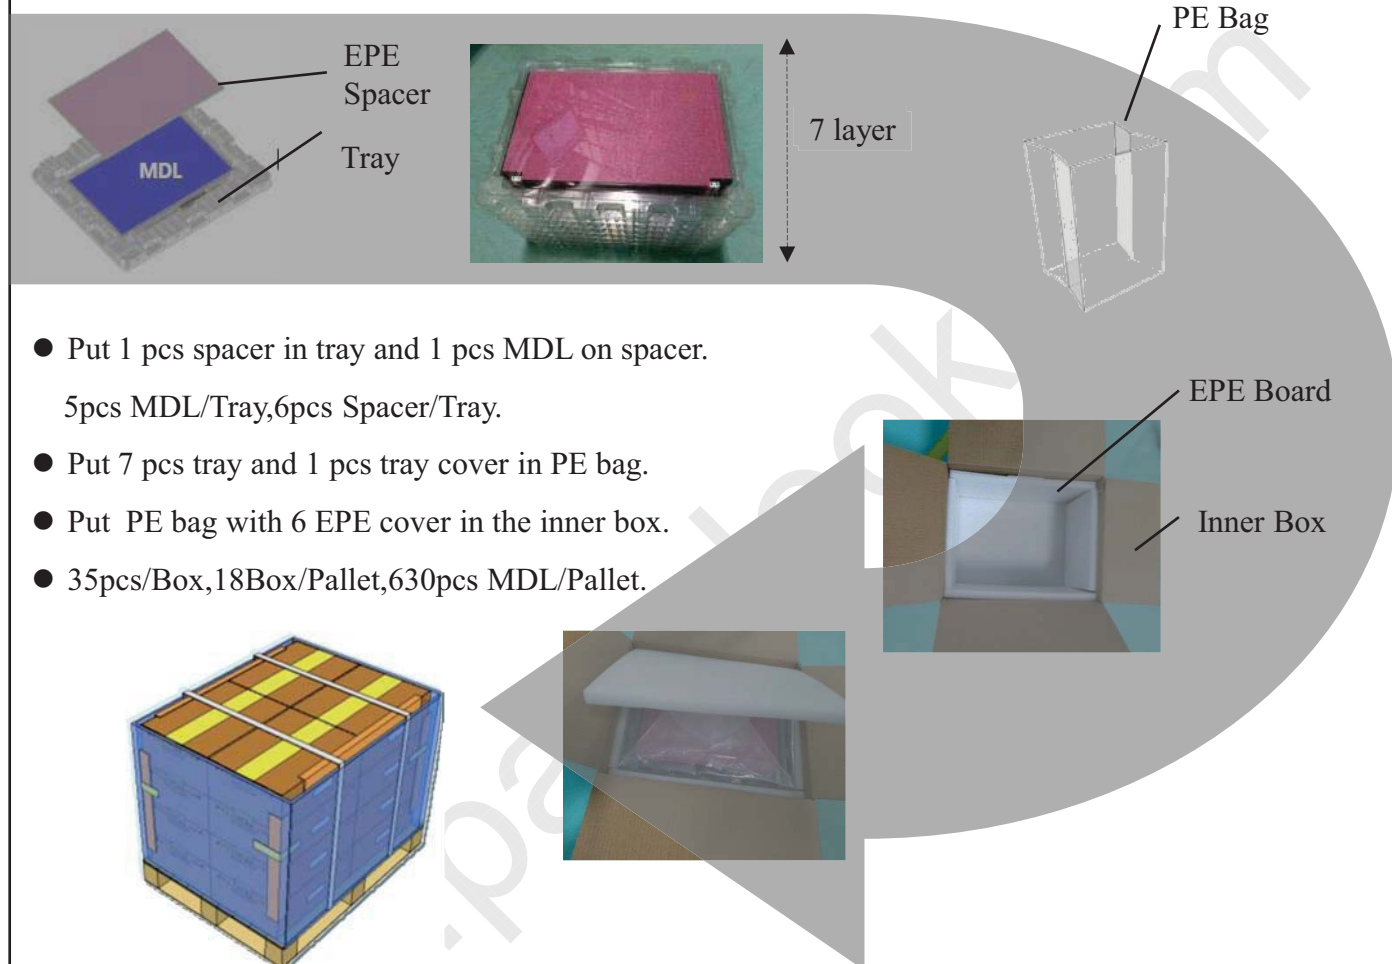 PE Bag
EPE
Spacer
Tray
MDL
7 layer
● Put 1 pcs spacer in tray and 1 pcs MDL on spacer.
5pcs MDL/Tray,6pcs Spacer/Tray.
● Put 7 pcs tray and 1 pcs tray cover in PE bag.
● Put PE bag with 6 EPE cover in the inner box.
● 35pcs/Box,18Box/Pallet,630pcs MDL/Pallet.
EPE Board
Inner Box